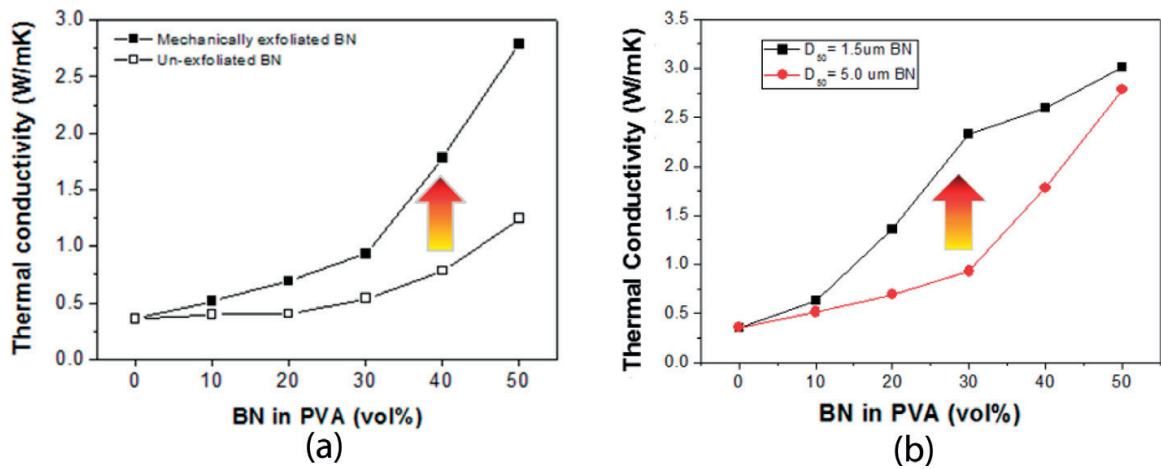 Thermal conductivity (W/mK)
3.0
2.5
2.0
1.5
1.0
0.5
0.0
Mechanically exfoliated BN
Un-exfoliated BN
0 10 20 30 40 50
BN in PVA (vol%)
(a)
Thermal Conductivity (W/mK)
3.5
3.0
2.5
2.0
1.5
1.0
0.5
0.0
D50= 1.5um BN
D50= 5.0 um BN
0 10 20 30 40 50
BN in PVA (vol%)
(b)